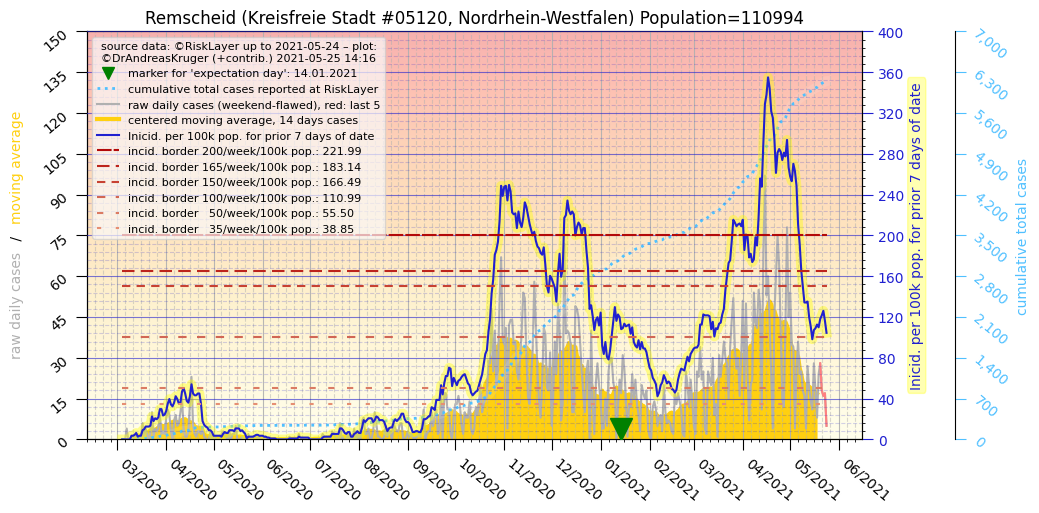 Remscheid (Kreisfreie Stadt #05120, Nordrhein-Westfalen) Population=110994
source data: ©RiskLayer up to 2021-05-24 – plot:
©DrAndreasKruger (+contrib.) 2021-05-25 14:16
marker for 'expectation day': 14.01.2021
cumulative total cases reported at RiskLayer
raw daily cases (weekend-flawed), red: last 5
centered moving average, 14 days cases
Inicid. per 100k pop. for prior 7 days of date
incid. border 200/week/100k pop.: 221.99
incid. border 165/week/100k pop.: 183.14
incid. border 150/week/100k pop.: 166.49
incid. border 100/week/100k pop.: 110.99
incid. border   50/week/100k pop.: 55.50
incid. border   35/week/100k pop.: 38.85
raw daily cases / moving average
150
135
120
105
90
75
60
45
30
15
0
03/2020
04/2020
05/2020
06/2020
07/2020
08/2020
09/2020
10/2020
11/2020
12/2020
01/2021
02/2021
03/2021
04/2021
05/2021
06/2021
400
360
320
280
240
200
160
120
80
40
0
Inicid. per 100k pop. for prior 7 days of date
7,000
6,300
5,600
4,900
4,200
3,500
2,800
2,100
1,400
700
0
cumulative total cases